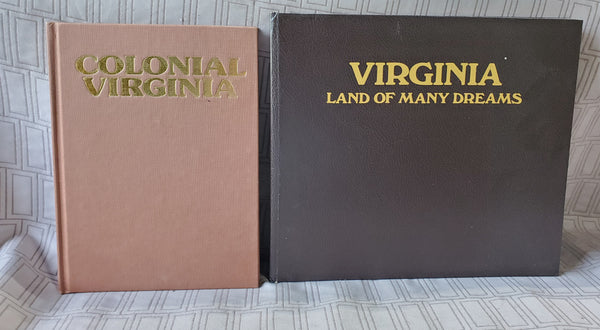 COLONIAL
VIRGINIA
VIRGINIA
LAND OF MANY DREAMS